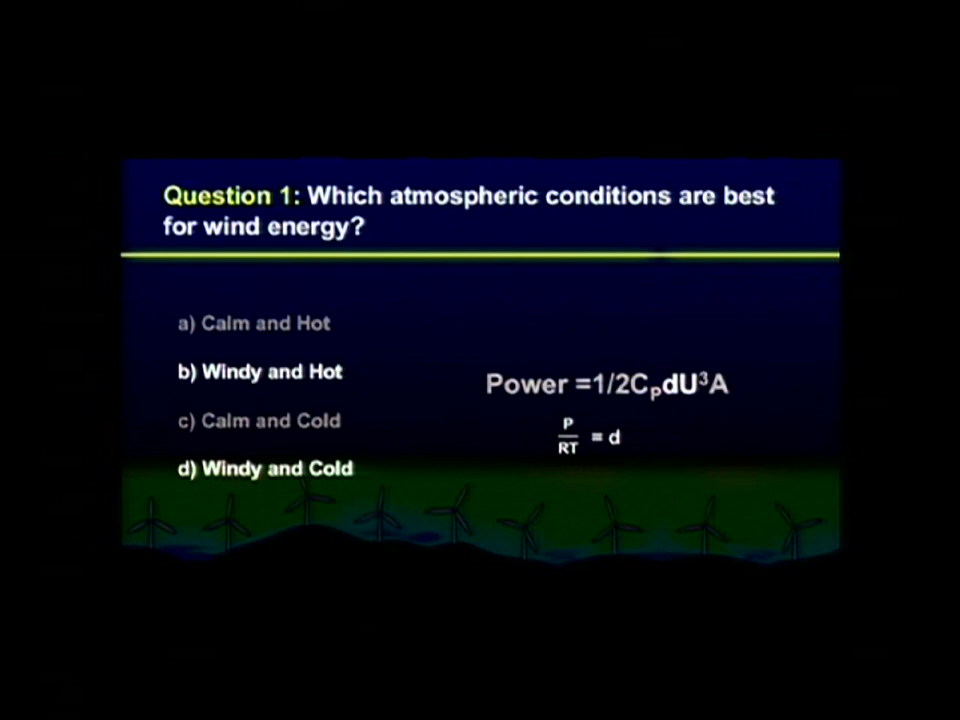 Question 1: Which atmospheric conditions are best
for wind energy?
a) Calm and Hot
b) Windy and Hot
c) Calm and Cold
d) Windy and Cold
Power =1/2CₚdU³A
P
RT = d